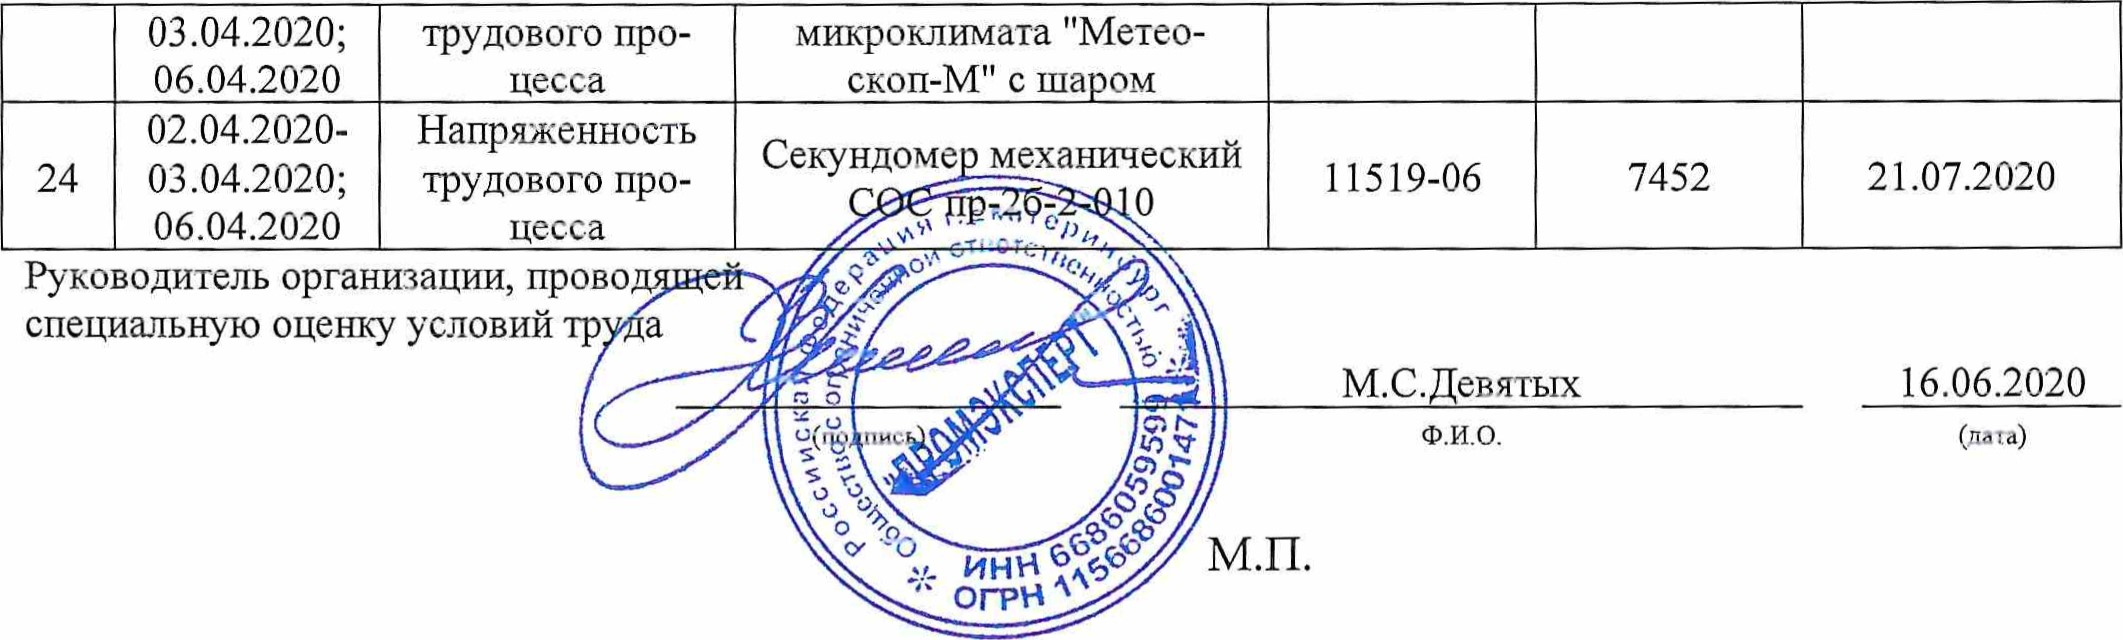 03.04.2020; трудового про- микроклимата "Метео-
06.04.2020 цесса скоп-М" с шаром
02.04.2020- Напряженность
24 03.04.2020; трудового про- Секундомер механический 11519-06 7452 21.07.2020
06.04.2020 цесса СОС пр-2б-2-010
Руководитель организации, проводящей
специальную оценку условий труда
М.С.Девятых 16.06.2020
(подпись) Ф.И.О. (дата)
М.П.
Российская Федерация г.Екатеринбург
Общество с ограниченной ответственностью
"ПРОМЭКСПЕРТ"
ИНН 6686059599